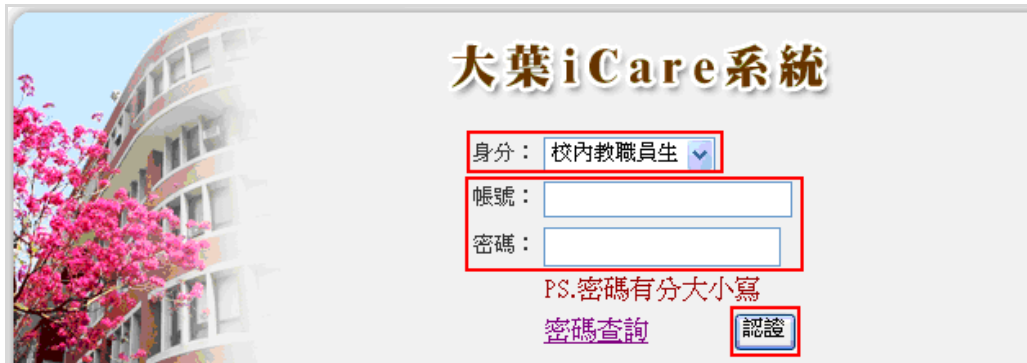 大葉iCare系統
身分： 校內教職員生
帳號：
密碼：
PS.密碼有分大小寫
密碼查詢 認證